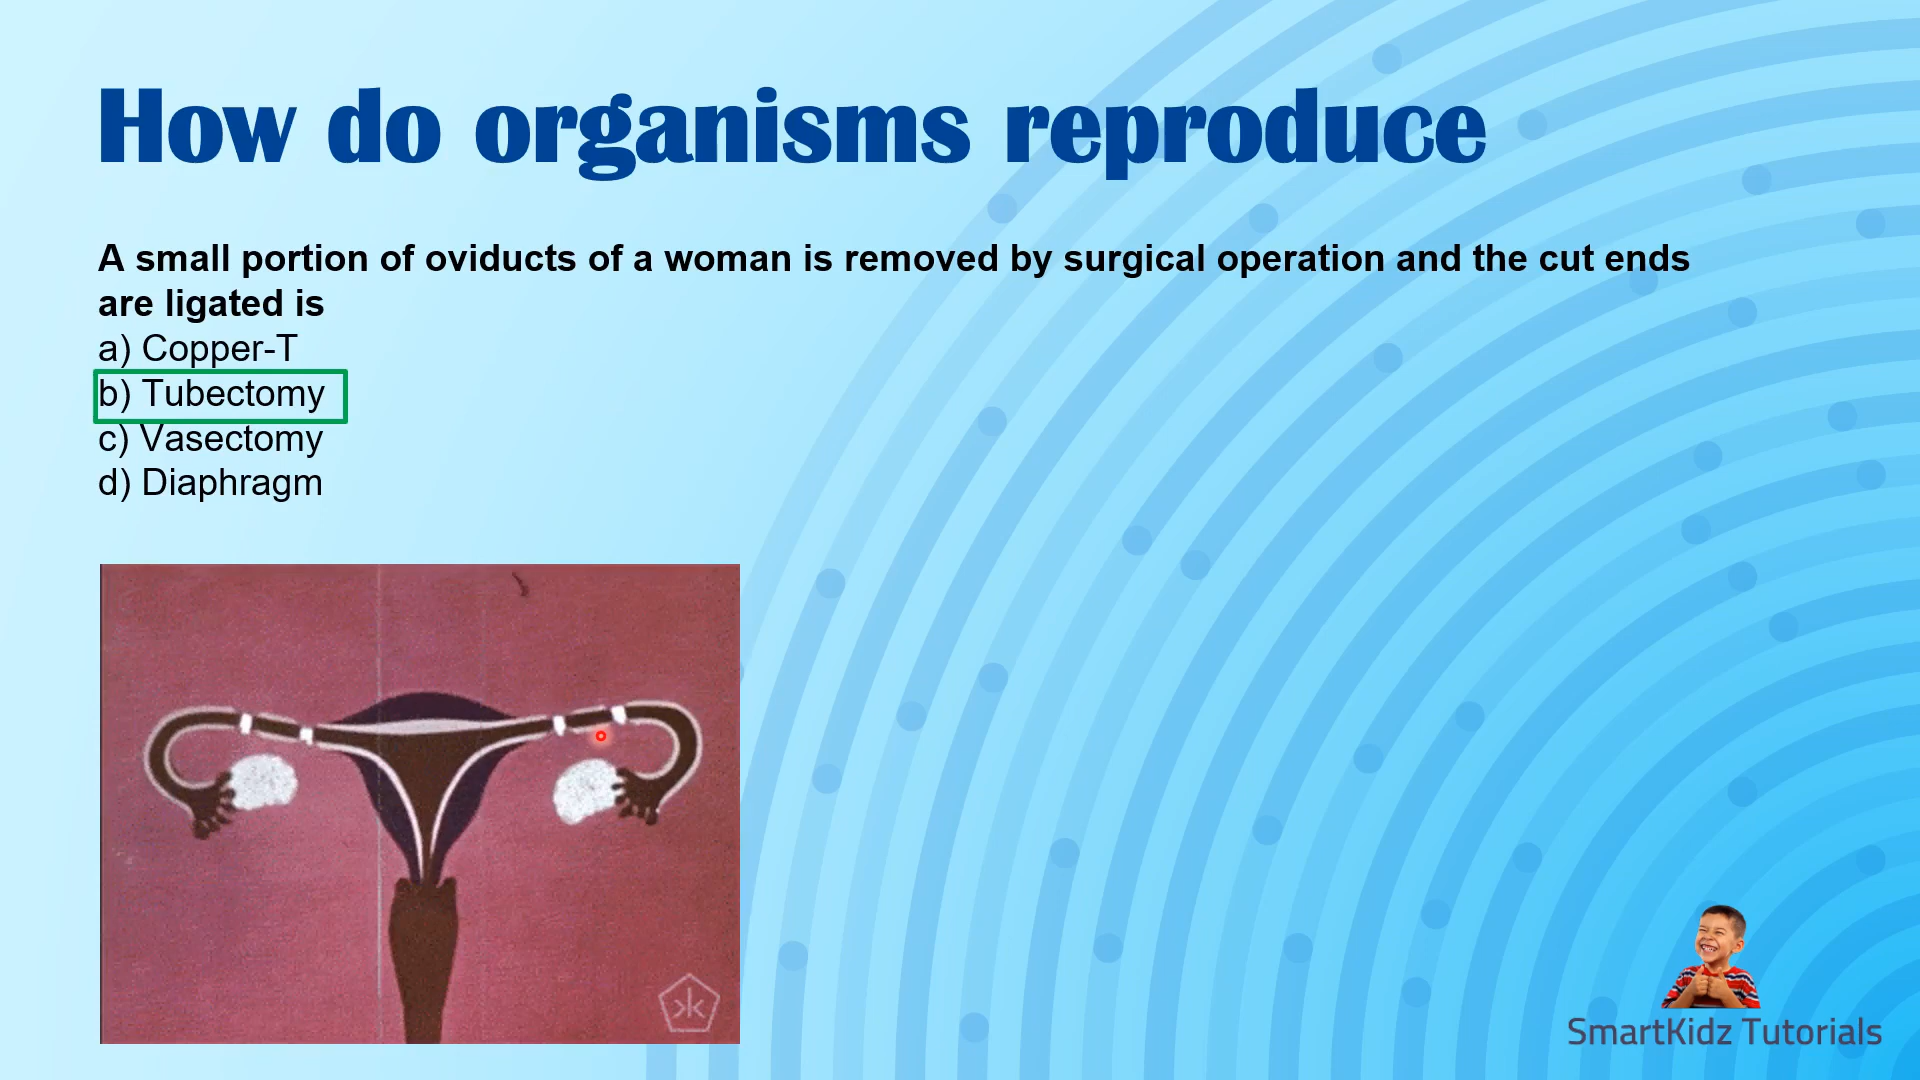 How do organisms reproduce
A small portion of oviducts of a woman is removed by surgical operation and the cut ends
are ligated is
a) Copper-T
b) Tubectomy
c) Vasectomy
d) Diaphragm
SmartKidz Tutorials